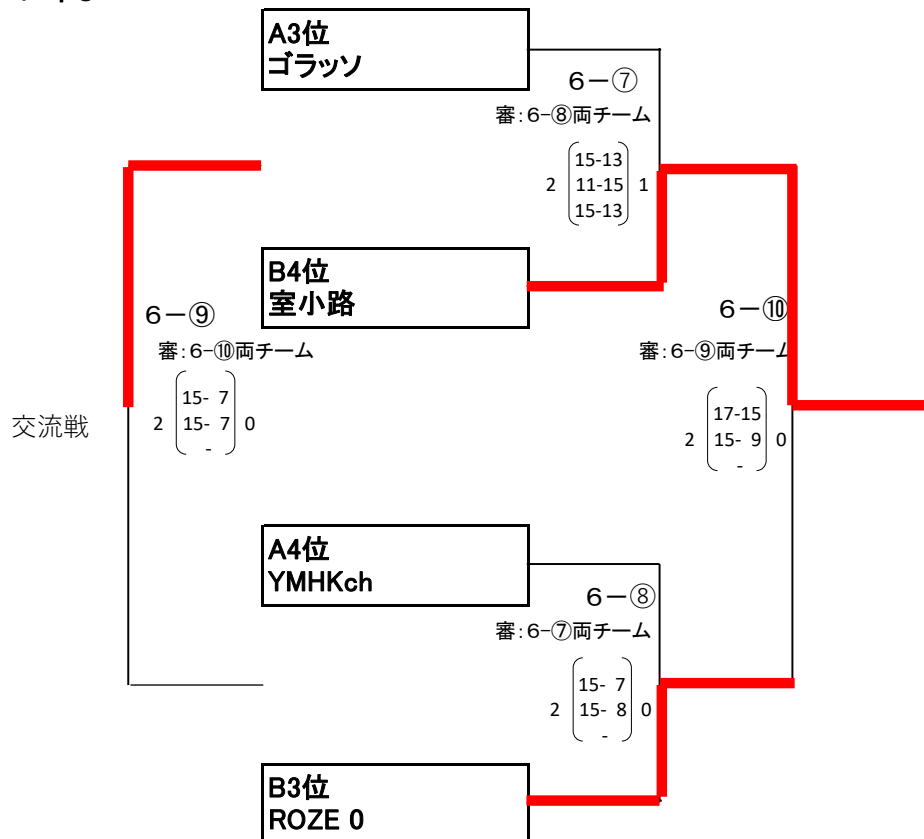 A3位
ゴラッソ
6-⑦
審:6-⑧両チーム
15-13
2 11-15 1
15-13
B4位
室小路
6-⑨
審:6-⑩両チーム
15- 7
2 15- 7 0
-
6-⑩
審:6-⑨両チーム
17-15
2 15- 9 0
-
交流戦
A4位
YMHKch
6-⑧
審:6-⑦両チーム
15- 7
2 15- 8 0
-
B3位
ROZE 0